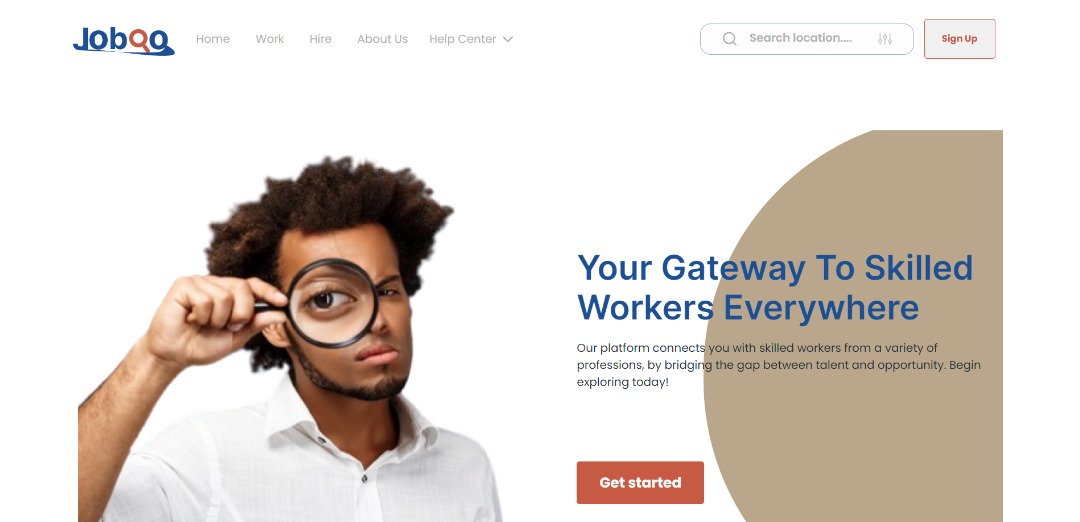 JobQo
Home Work Hire About Us Help Center
Search location....
Sign Up
Your Gateway To Skilled
Workers Everywhere
Our platform connects you with skilled workers from a variety of
professions, by bridging the gap between talent and opportunity. Begin
exploring today!
Get started